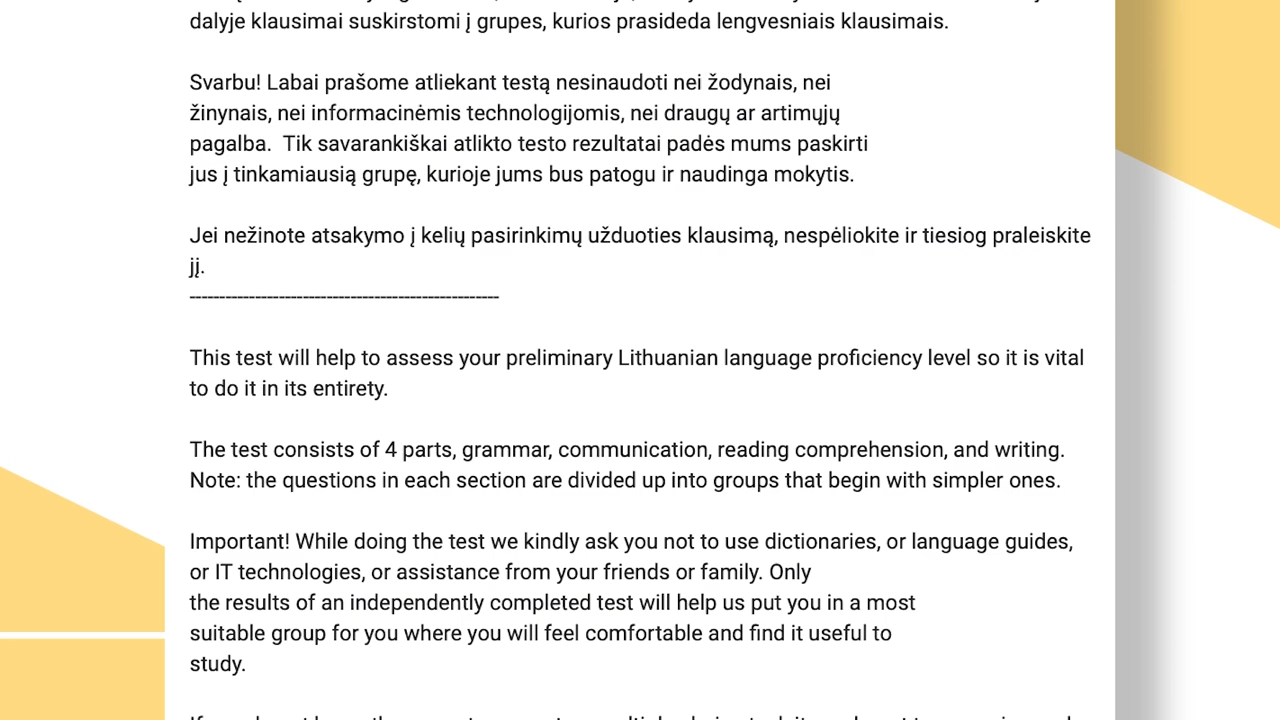 dalyje klausimai suskirstomi į grupes, kurios prasideda lengvesniais klausimais.
Svarbu! Labai prašome atliekant testą nesinaudoti nei žodynais, nei
žinynais, nei informacinėmis technologijomis, nei draugų ar artimųjų
pagalba.  Tik savarankiškai atlikto testo rezultatai padės mums paskirti
jus į tinkamiausią grupę, kurioje jums bus patogu ir naudinga mokytis.
Jei nežinote atsakymo į kelių pasirinkimų užduoties klausimą, nespėliokite ir tiesiog praleiskite
jį.
----------------------------------------------------
This test will help to assess your preliminary Lithuanian language proficiency level so it is vital
to do it in its entirety.
The test consists of 4 parts, grammar, communication, reading comprehension, and writing.
Note: the questions in each section are divided up into groups that begin with simpler ones.
Important! While doing the test we kindly ask you not to use dictionaries, or language guides,
or IT technologies, or assistance from your friends or family. Only
the results of an independently completed test will help us put you in a most
suitable group for you where you will feel comfortable and find it useful to
study.